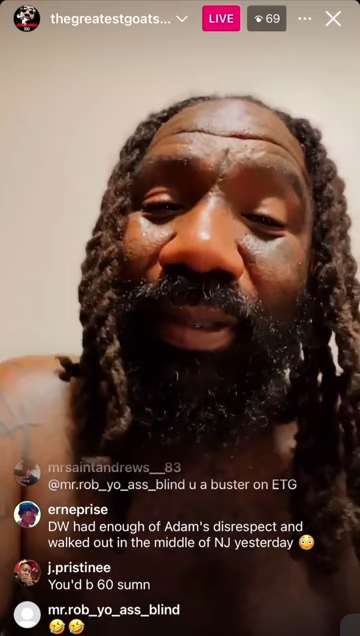 thegreatestgoats...
LIVE
69
mrsaintandrews__83
@mr.rob_yo_ass_blind u a buster on ETG
erneprise
DW had enough of Adam's disrespect and
walked out in the middle of NJ yesterday 😳
j.pristinee
You'd b 60 sumn
mr.rob_yo_ass_blind
🤣🤣